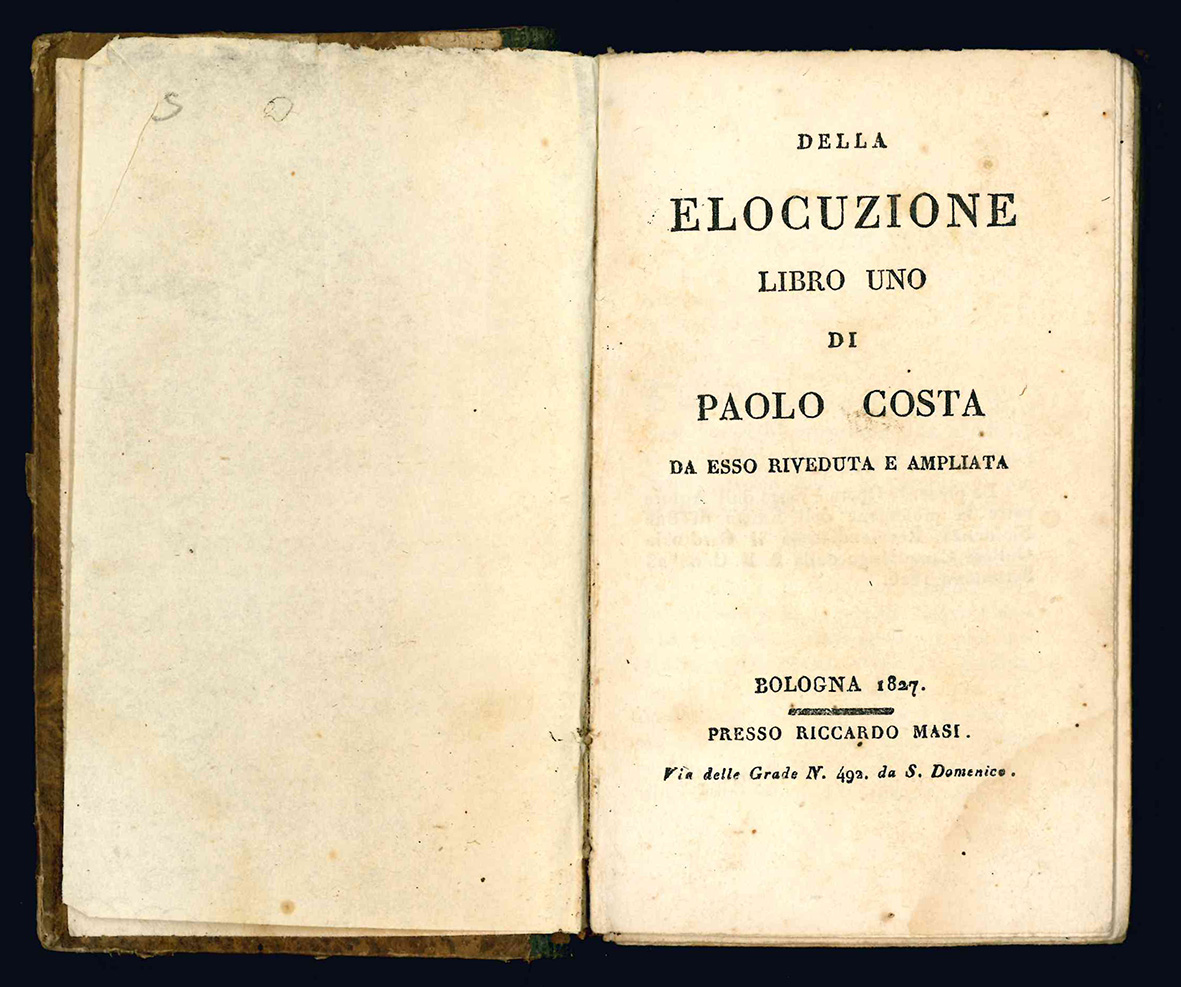 S
DELLA
ELOCUZIONE
LIBRO UNO
DI
PAOLO COSTA
DA ESSO RIVEDUTA E AMPLIATA
BOLOGNA 1827.
PRESSO RICCARDO MASI.
Via delle Grade N. 492. da S. Domenico.